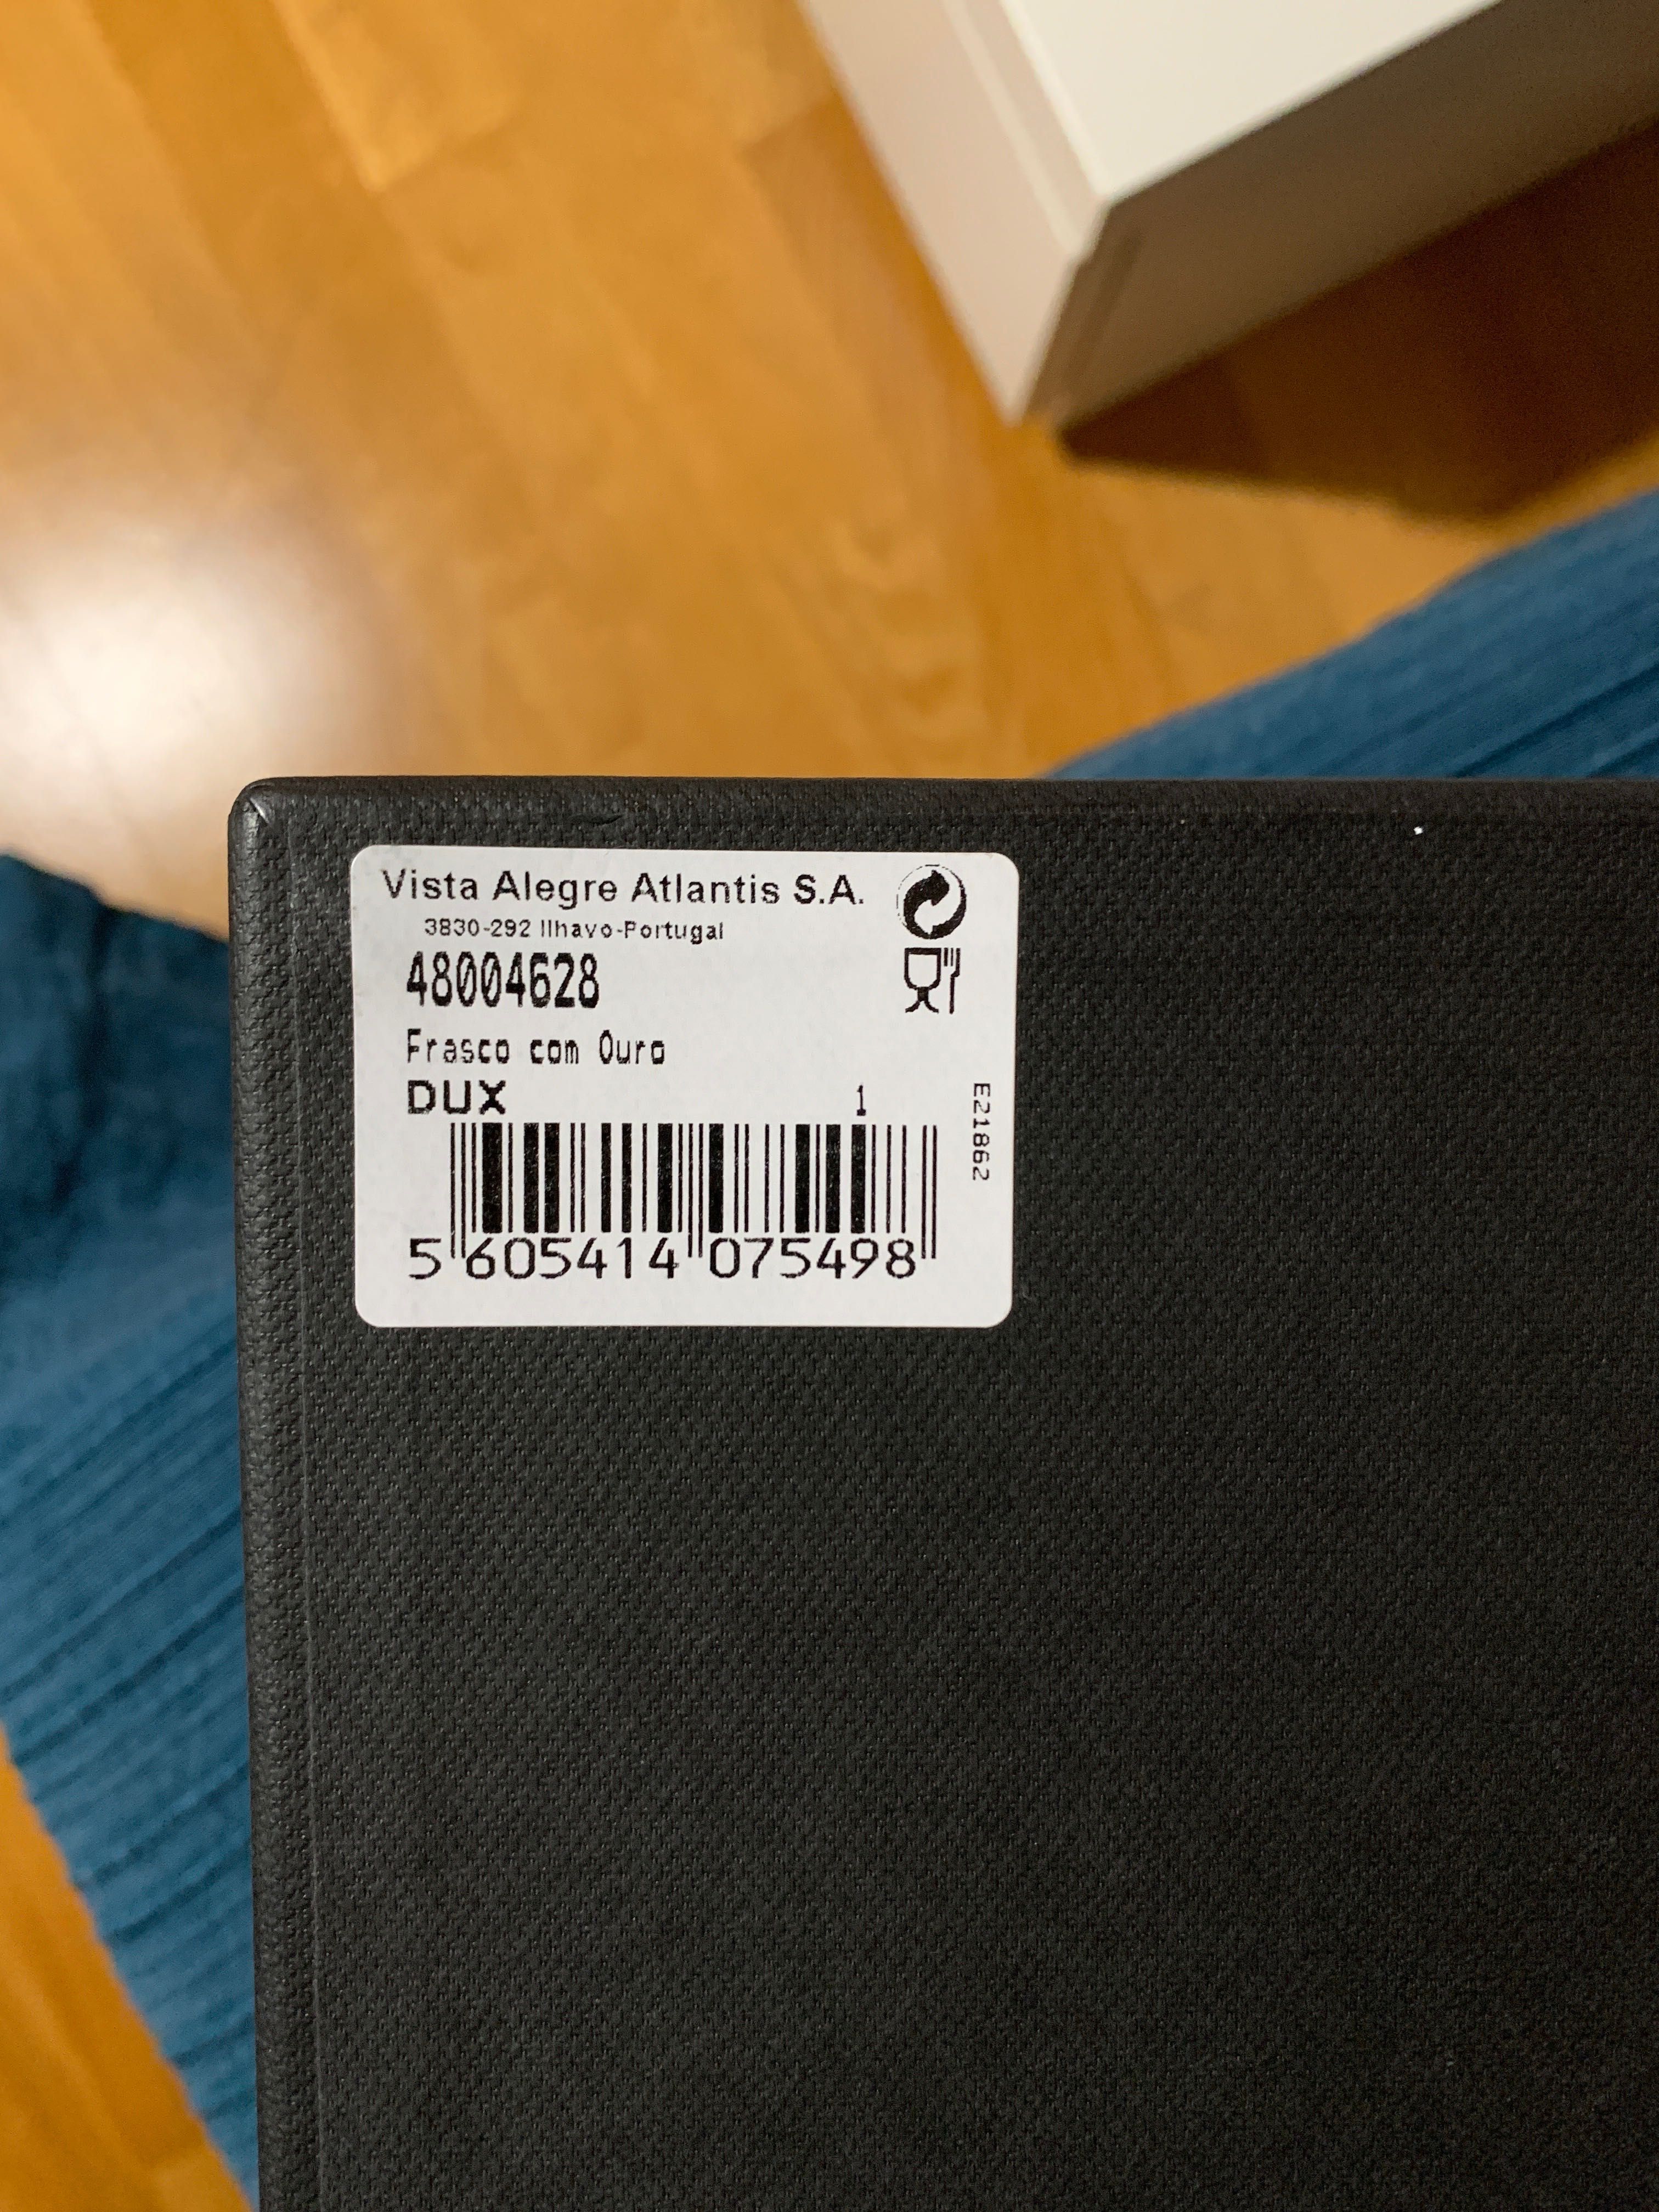 Vista Alegre Atlantis S.A.
3830-292 Ilhavo-Portugal
48004628
Frasco com Ouro
DUX 1
E21862
5 605414 075498